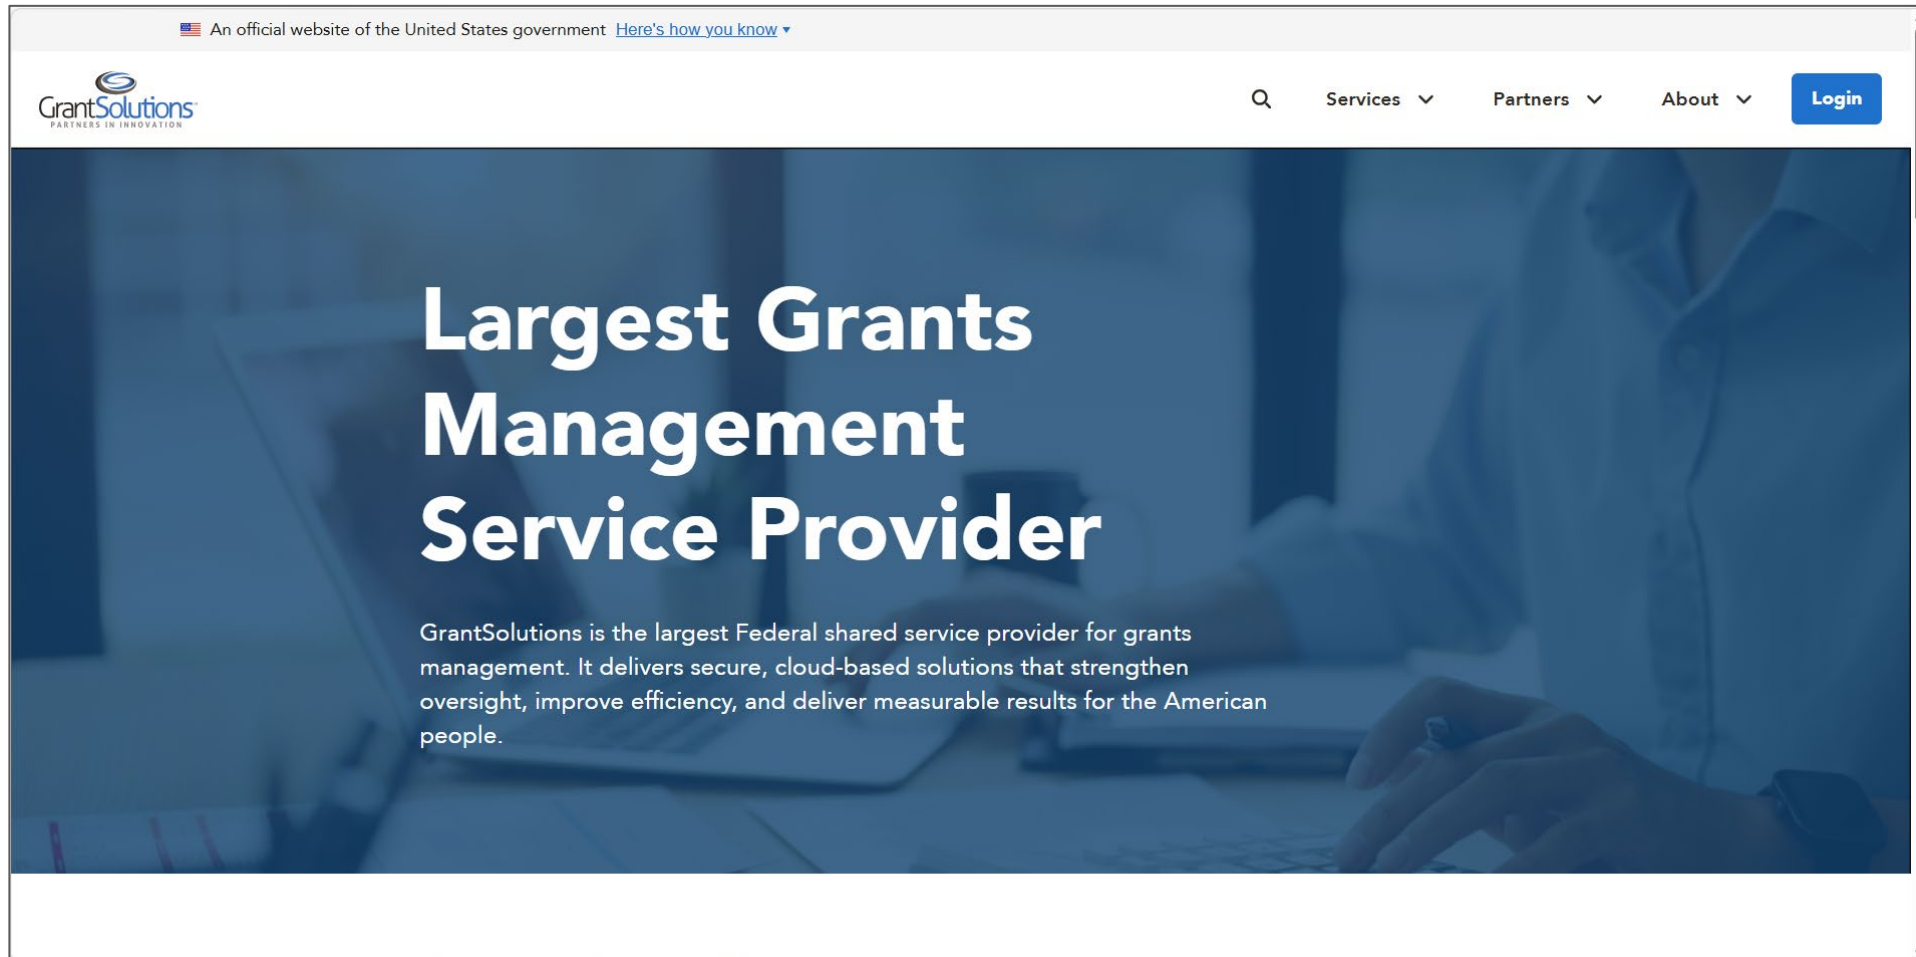 An official website of the United States government Here's how you know
GrantSolutions
PARTNERS IN INNOVATION
Services
Partners
About
Login
Largest Grants
Management
Service Provider
GrantSolutions is the largest Federal shared service provider for grants
management. It delivers secure, cloud-based solutions that strengthen
oversight, improve efficiency, and deliver measurable results for the American
people.